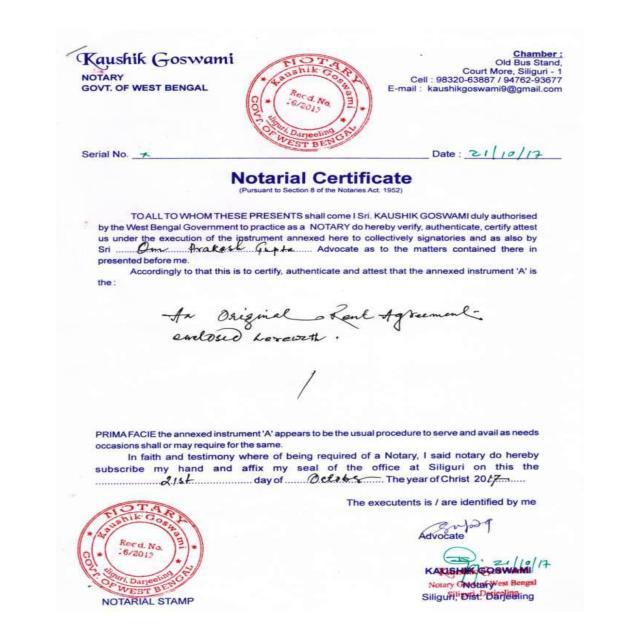 Kaushik Goswami
NOTARY
GOVT. OF WEST BENGAL
NOTARY
Kaushik Goswami
Recd. No.
16/2015
Siliguri, Darjeeling
GOVT. OF WEST BENGAL
Chamber :
Old Bus Stand,
Court More, Siliguri - 1
Cell : 98320-63887 / 94762-93677
E-mail : kaushikgoswami9@gmail.com
Serial No. x
Date : 21/10/17
Notarial Certificate
(Pursuant to Section 8 of the Notaries Act. 1952)
TO ALL TO WHOM THESE PRESENTS shall come I Sri. KAUSHIK GOSWAMI duly authorised
by the West Bengal Government to practice as a NOTARY do hereby verify, authenticate, certify attest
us under the execution of the instrument annexed here to collectively signatories and as also by
Sri ........Om Prakash Gupta...... Advocate as to the matters contained there in
presented before me.
Accordingly to that this is to certify, authenticate and attest that the annexed instrument 'A' is
the :
An Original Rent Agreement-
enclosed herewith.
/
PRIMA FACIE the annexed instrument 'A' appears to be the usual procedure to serve and avail as needs
occasions shall or may require for the same.
In faith and testimony where of being required of a Notary, I said notary do hereby
subscribe my hand and affix my seal of the office at Siliguri on this the
........21st........ day of ......October...... The year of Christ 2017.....
The executents is / are identified by me
NOTARY
Kaushik Goswami
Recd. No.
16/2015
Siliguri, Darjeeling
GOVT. OF WEST BENGAL
NOTARIAL STAMP
Advocate
21/10/17
KAUSHIK GOSWAMI
Notary Govt. of West Bengal
Notary
Siliguri, Darjeeling
Siliguri, Dist. Darjeeling